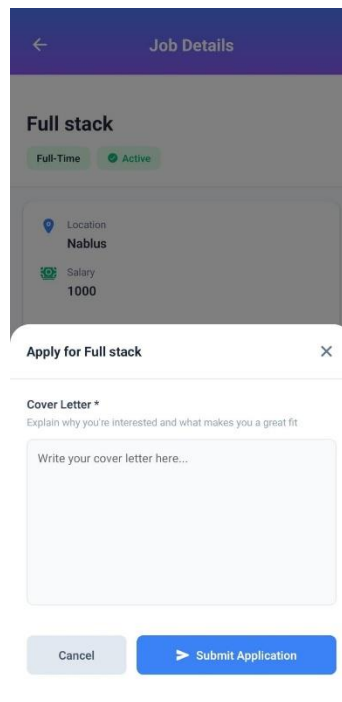 Job Details
Full stack
Full-Time
Active
Location
Nablus
Salary
1000
Apply for Full stack
Cover Letter *
Explain why you're interested and what makes you a great fit
Write your cover letter here...
Cancel
Submit Application